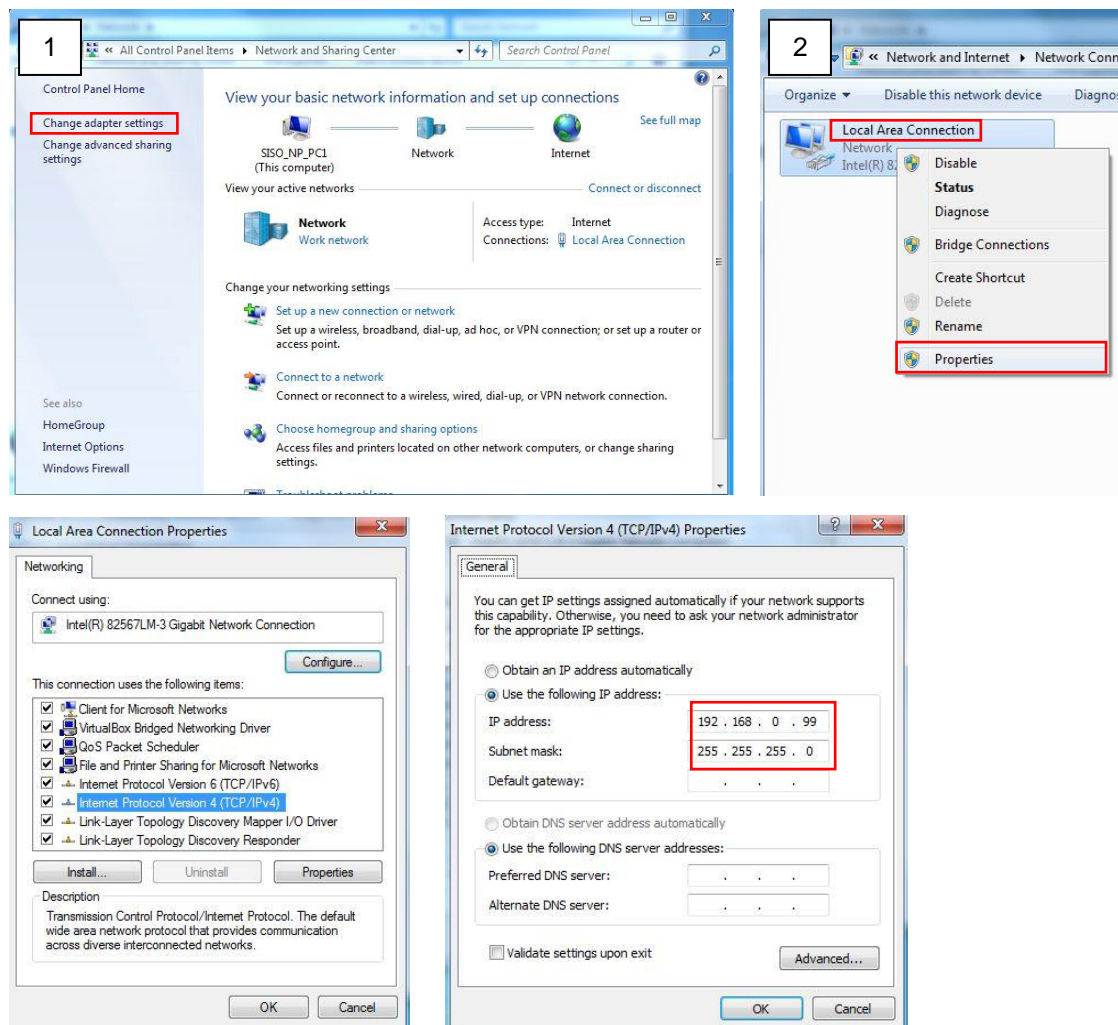 1
« All Control Panel Items ▸ Network and Sharing Center
Search Control Panel
Control Panel Home
Change adapter settings
Change advanced sharing
settings
See also
HomeGroup
Internet Options
Windows Firewall
View your basic network information and set up connections
See full map
SISO_NP_PC1
(This computer)
Network
Internet
View your active networks
Connect or disconnect
Network
Work network
Access type: Internet
Connections: Local Area Connection
Change your networking settings
Set up a new connection or network
Set up a wireless, broadband, dial-up, ad hoc, or VPN connection; or set up a router or
access point.
Connect to a network
Connect or reconnect to a wireless, wired, dial-up, or VPN network connection.
Choose homegroup and sharing options
Access files and printers located on other network computers, or change sharing
settings.
2
« Network and Internet ▸ Network Conn
Organize ▾ Disable this network device Diagnos
Local Area Connection
Network
Intel(R) 8
Disable
Status
Diagnose
Bridge Connections
Create Shortcut
Delete
Rename
Properties
Local Area Connection Properties
Networking
Connect using:
Intel(R) 82567LM-3 Gigabit Network Connection
Configure...
This connection uses the following items:
Client for Microsoft Networks
VirtualBox Bridged Networking Driver
QoS Packet Scheduler
File and Printer Sharing for Microsoft Networks
Internet Protocol Version 6 (TCP/IPv6)
Internet Protocol Version 4 (TCP/IPv4)
Link-Layer Topology Discovery Mapper I/O Driver
Link-Layer Topology Discovery Responder
Install... Uninstall Properties
Description
Transmission Control Protocol/Internet Protocol. The default
wide area network protocol that provides communication
across diverse interconnected networks.
OK Cancel
Internet Protocol Version 4 (TCP/IPv4) Properties
General
You can get IP settings assigned automatically if your network supports
this capability. Otherwise, you need to ask your network administrator
for the appropriate IP settings.
Obtain an IP address automatically
Use the following IP address:
IP address: 192 . 168 . 0 . 99
Subnet mask: 255 . 255 . 255 . 0
Default gateway: . . .
Obtain DNS server address automatically
Use the following DNS server addresses:
Preferred DNS server: . . .
Alternate DNS server: . . .
Validate settings upon exit
Advanced...
OK Cancel